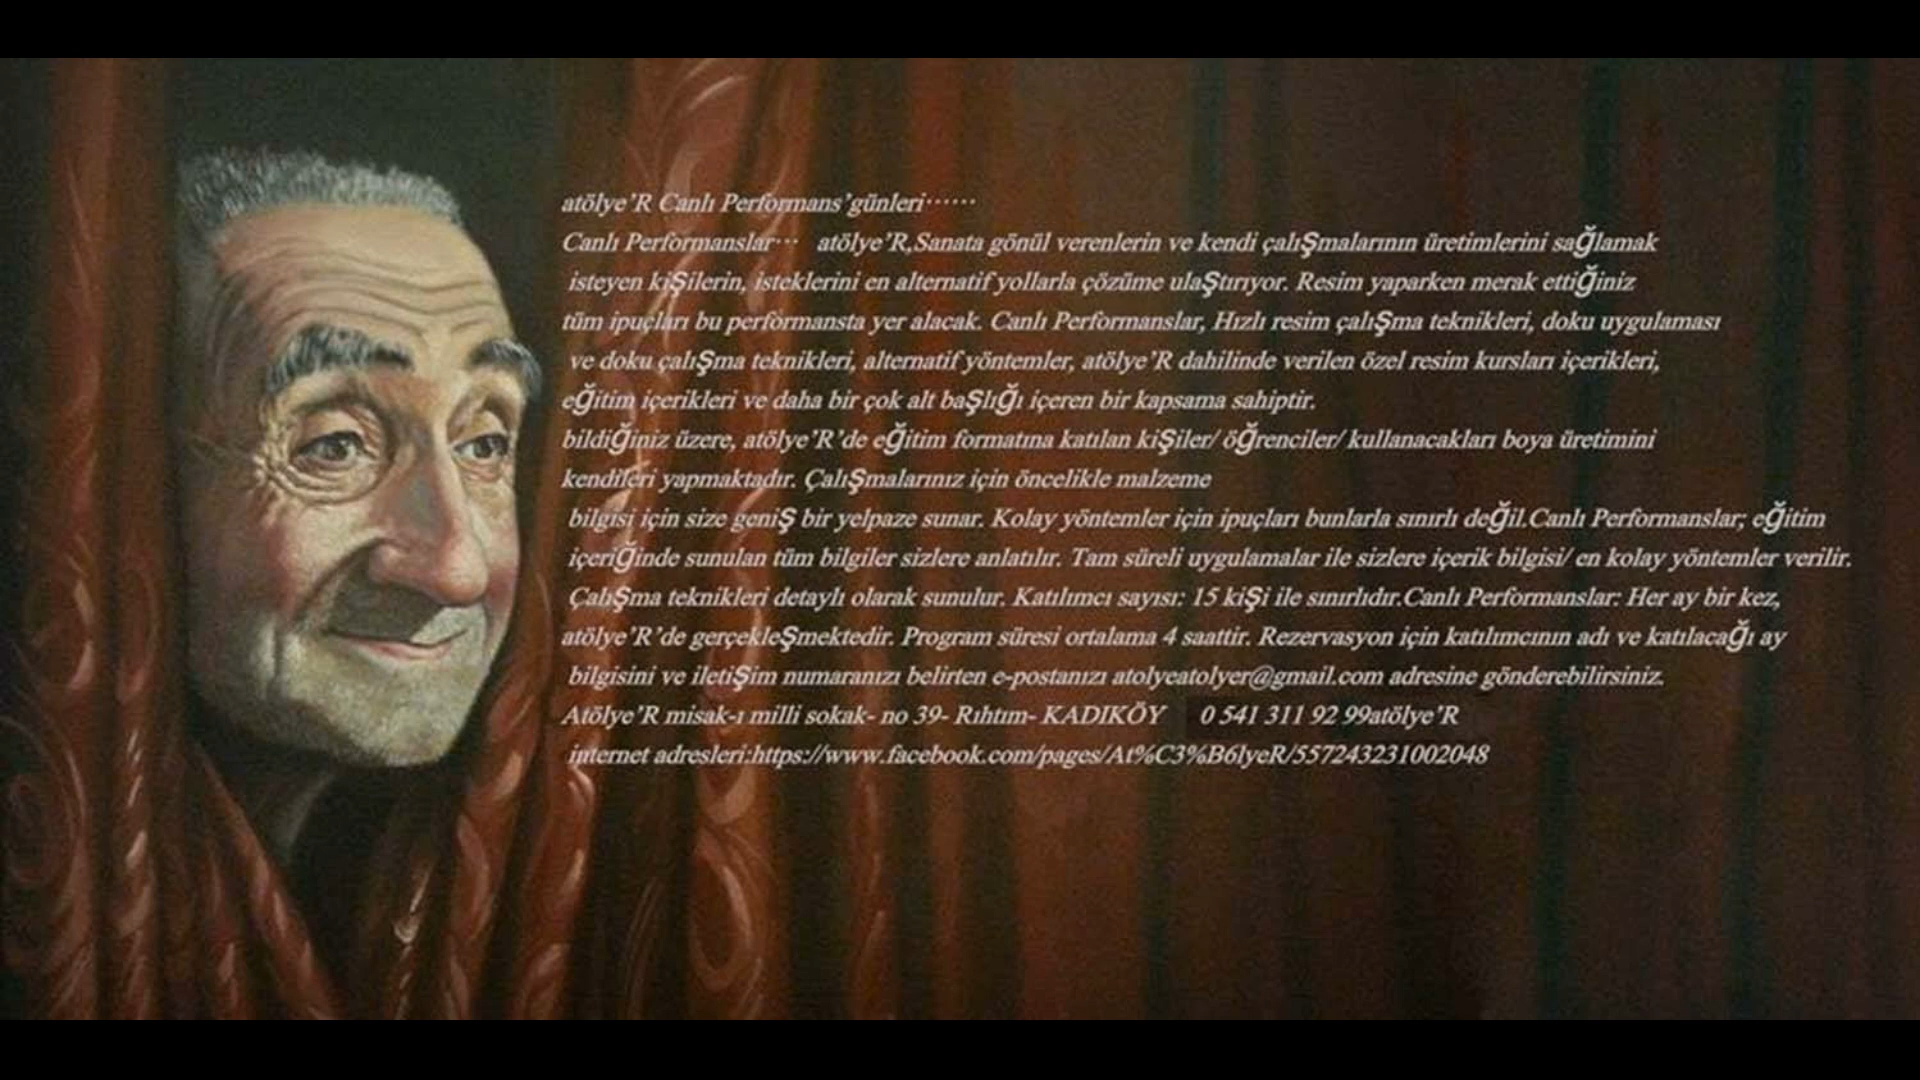 atölye’R Canlı Performans’günleri······
Canlı Performanslar··· atölye’R,Sanata gönül verenlerin ve kendi çalışmalarının üretimlerini sağlamak
isteyen kişilerin, isteklerini en alternatif yollarla çözüme ulaştırıyor. Resim yaparken merak ettiğiniz
tüm ipuçları bu performansta yer alacak. Canlı Performanslar, Hızlı resim çalışma teknikleri, doku uygulaması
ve doku çalışma teknikleri, alternatif yöntemler, atölye’R dahilinde verilen özel resim kursları içerikleri,
eğitim içerikleri ve daha bir çok alt başlığı içeren bir kapsama sahiptir.
bildiğiniz üzere, atölye’R’de eğitim formatına katılan kişiler/ öğrenciler/ kullanacakları boya üretimini
kendileri yapmaktadır. Çalışmalarınız için öncelikle malzeme
bilgisi için size geniş bir yelpaze sunar. Kolay yöntemler için ipuçları bunlarla sınırlı değil.Canlı Performanslar; eğitim
içeriğinde sunulan tüm bilgiler sizlere anlatılır. Tam süreli uygulamalar ile sizlere içerik bilgisi/ en kolay yöntemler verilir.
Çalışma teknikleri detaylı olarak sunulur. Katılımcı sayısı: 15 kişi ile sınırlıdır.Canlı Performanslar: Her ay bir kez,
atölye’R’de gerçekleşmektedir. Program süresi ortalama 4 saattir. Rezervasyon için katılımcının adı ve katılacağı ay
bilgisini ve iletişim numaranızı belirten e-postanızı atolyeatolyer@gmail.com adresine gönderebilirsiniz.
Atölye’R misak-ı milli sokak- no 39- Rıhtım- KADIKÖY 0 541 311 92 99atölye’R
internet adresleri:https://www.facebook.com/pages/At%C3%B6lyeR/557243231002048